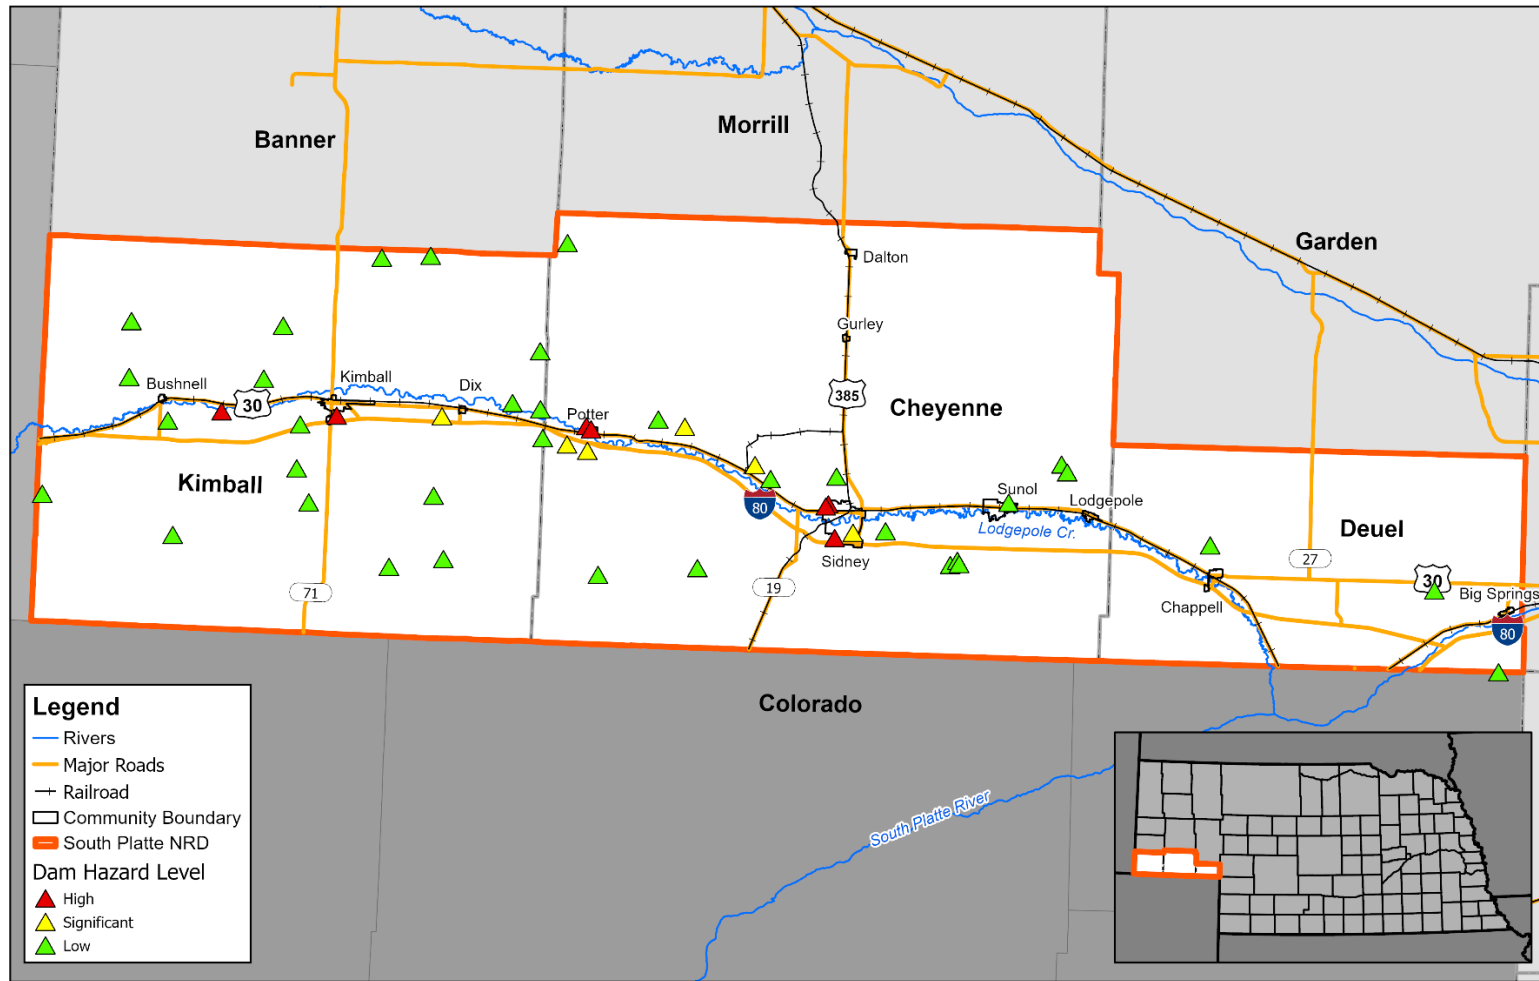 Banner
Morrill
Garden
Dalton
Gurley
385
Cheyenne
Bushnell
30
Kimball
Dix
Potter
Kimball
80
Sunol
Lodgepole
Lodgepole Cr.
Sidney
Deuel
71
19
27
30
Chappell
Big Springs
80
Colorado
South Platte River
Legend
Rivers
Major Roads
Railroad
Community Boundary
South Platte NRD
Dam Hazard Level
High
Significant
Low